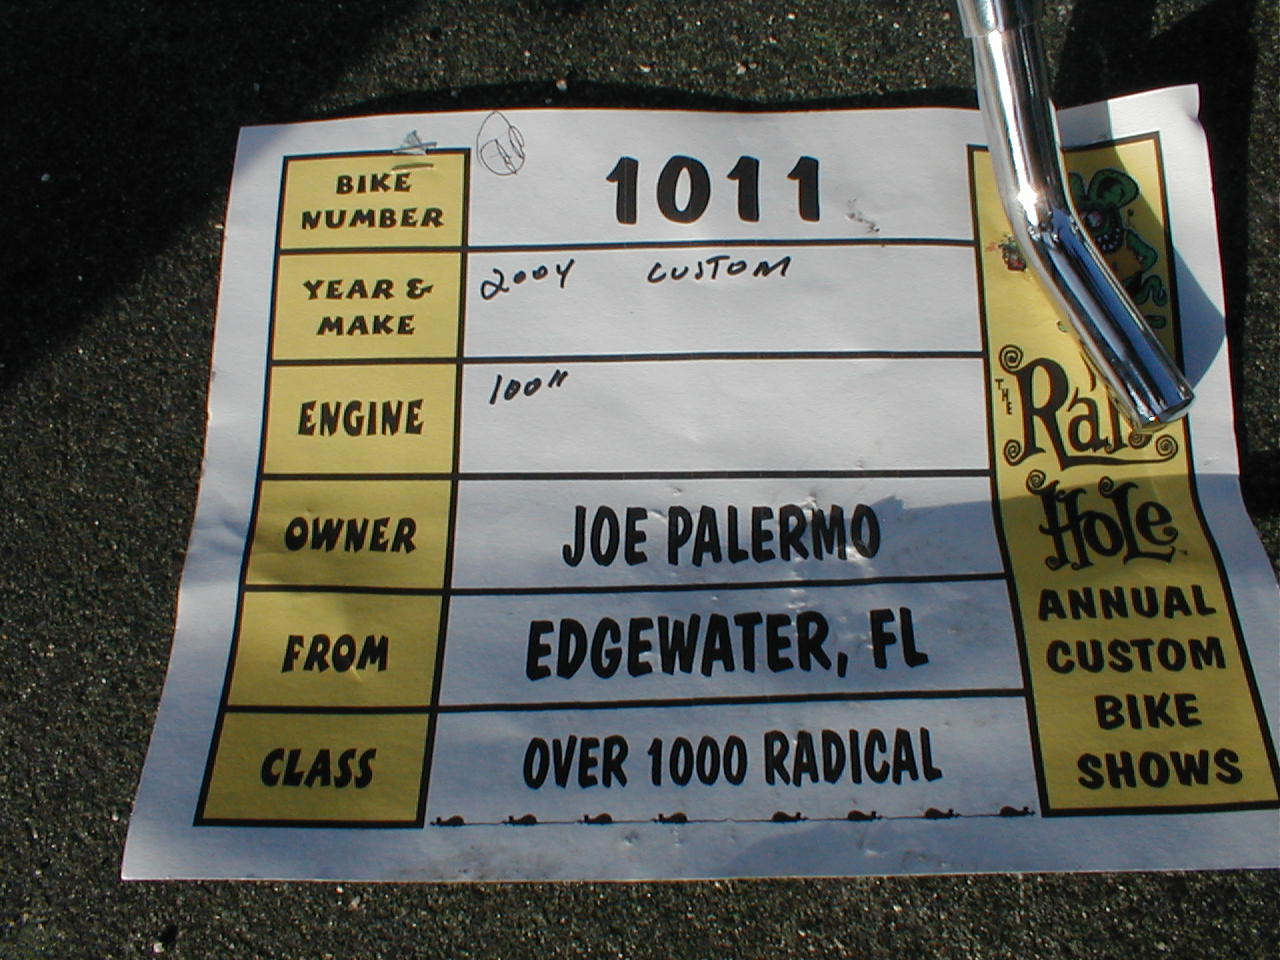 BIKE NUMBER
1011
YEAR & MAKE
2004 CUSTOM
ENGINE
100"
OWNER
JOE PALERMO
FROM
EDGEWATER, FL
CLASS
OVER 1000 RADICAL
THE
Rat's
HOLE
ANNUAL
CUSTOM
BIKE
SHOWS